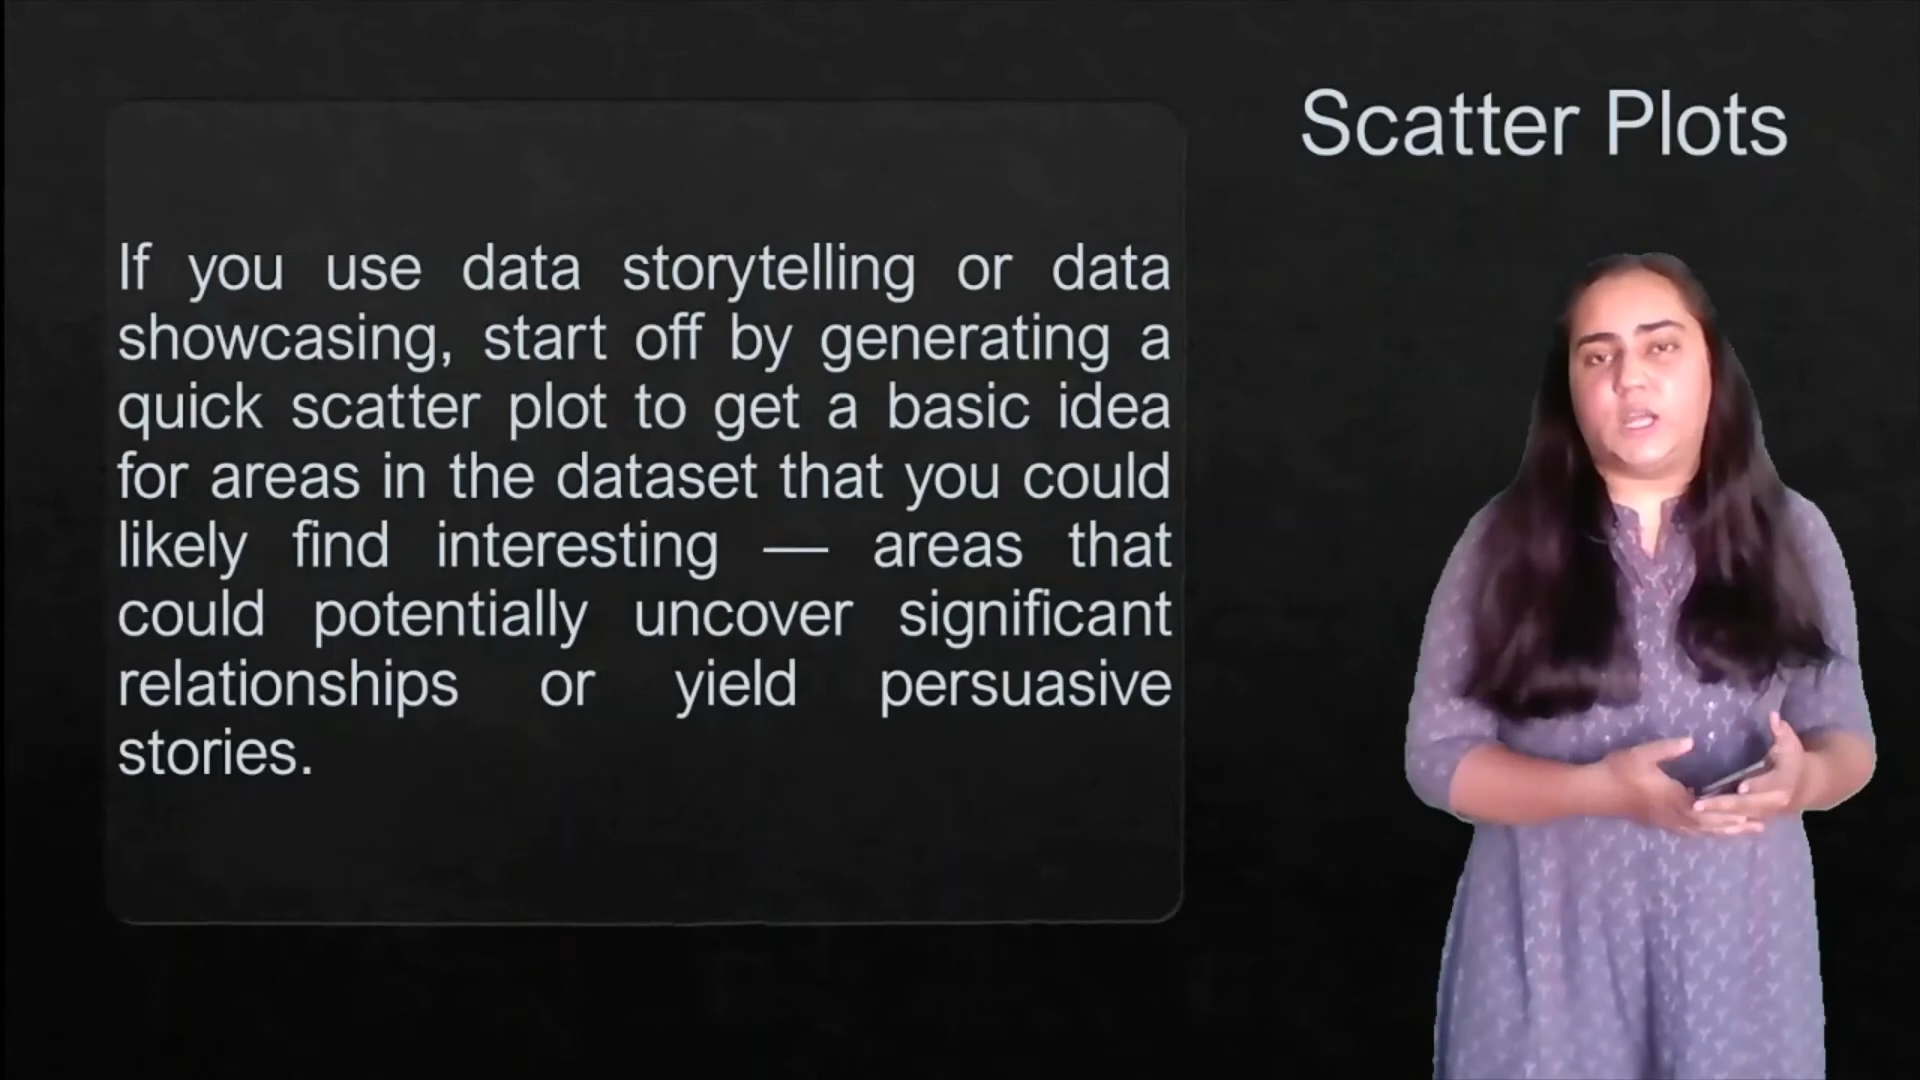 Scatter Plots
If you use data storytelling or data
showcasing, start off by generating a
quick scatter plot to get a basic idea
for areas in the dataset that you could
likely find interesting — areas that
could potentially uncover significant
relationships or yield persuasive
stories.